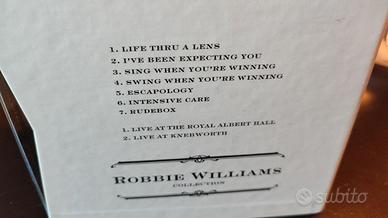 1. LIFE THRU A LENS
2. I'VE BEEN EXPECTING YOU
3. SING WHEN YOU'RE WINNING
4. SWING WHEN YOU'RE WINNING
5. ESCAPOLOGY
6. INTENSIVE CARE
7. RUDEBOX
1. LIVE AT THE ROYAL ALBERT HALL
2. LIVE AT KNEBWORTH
ROBBIE WILLIAMS
COLLECTION
subito